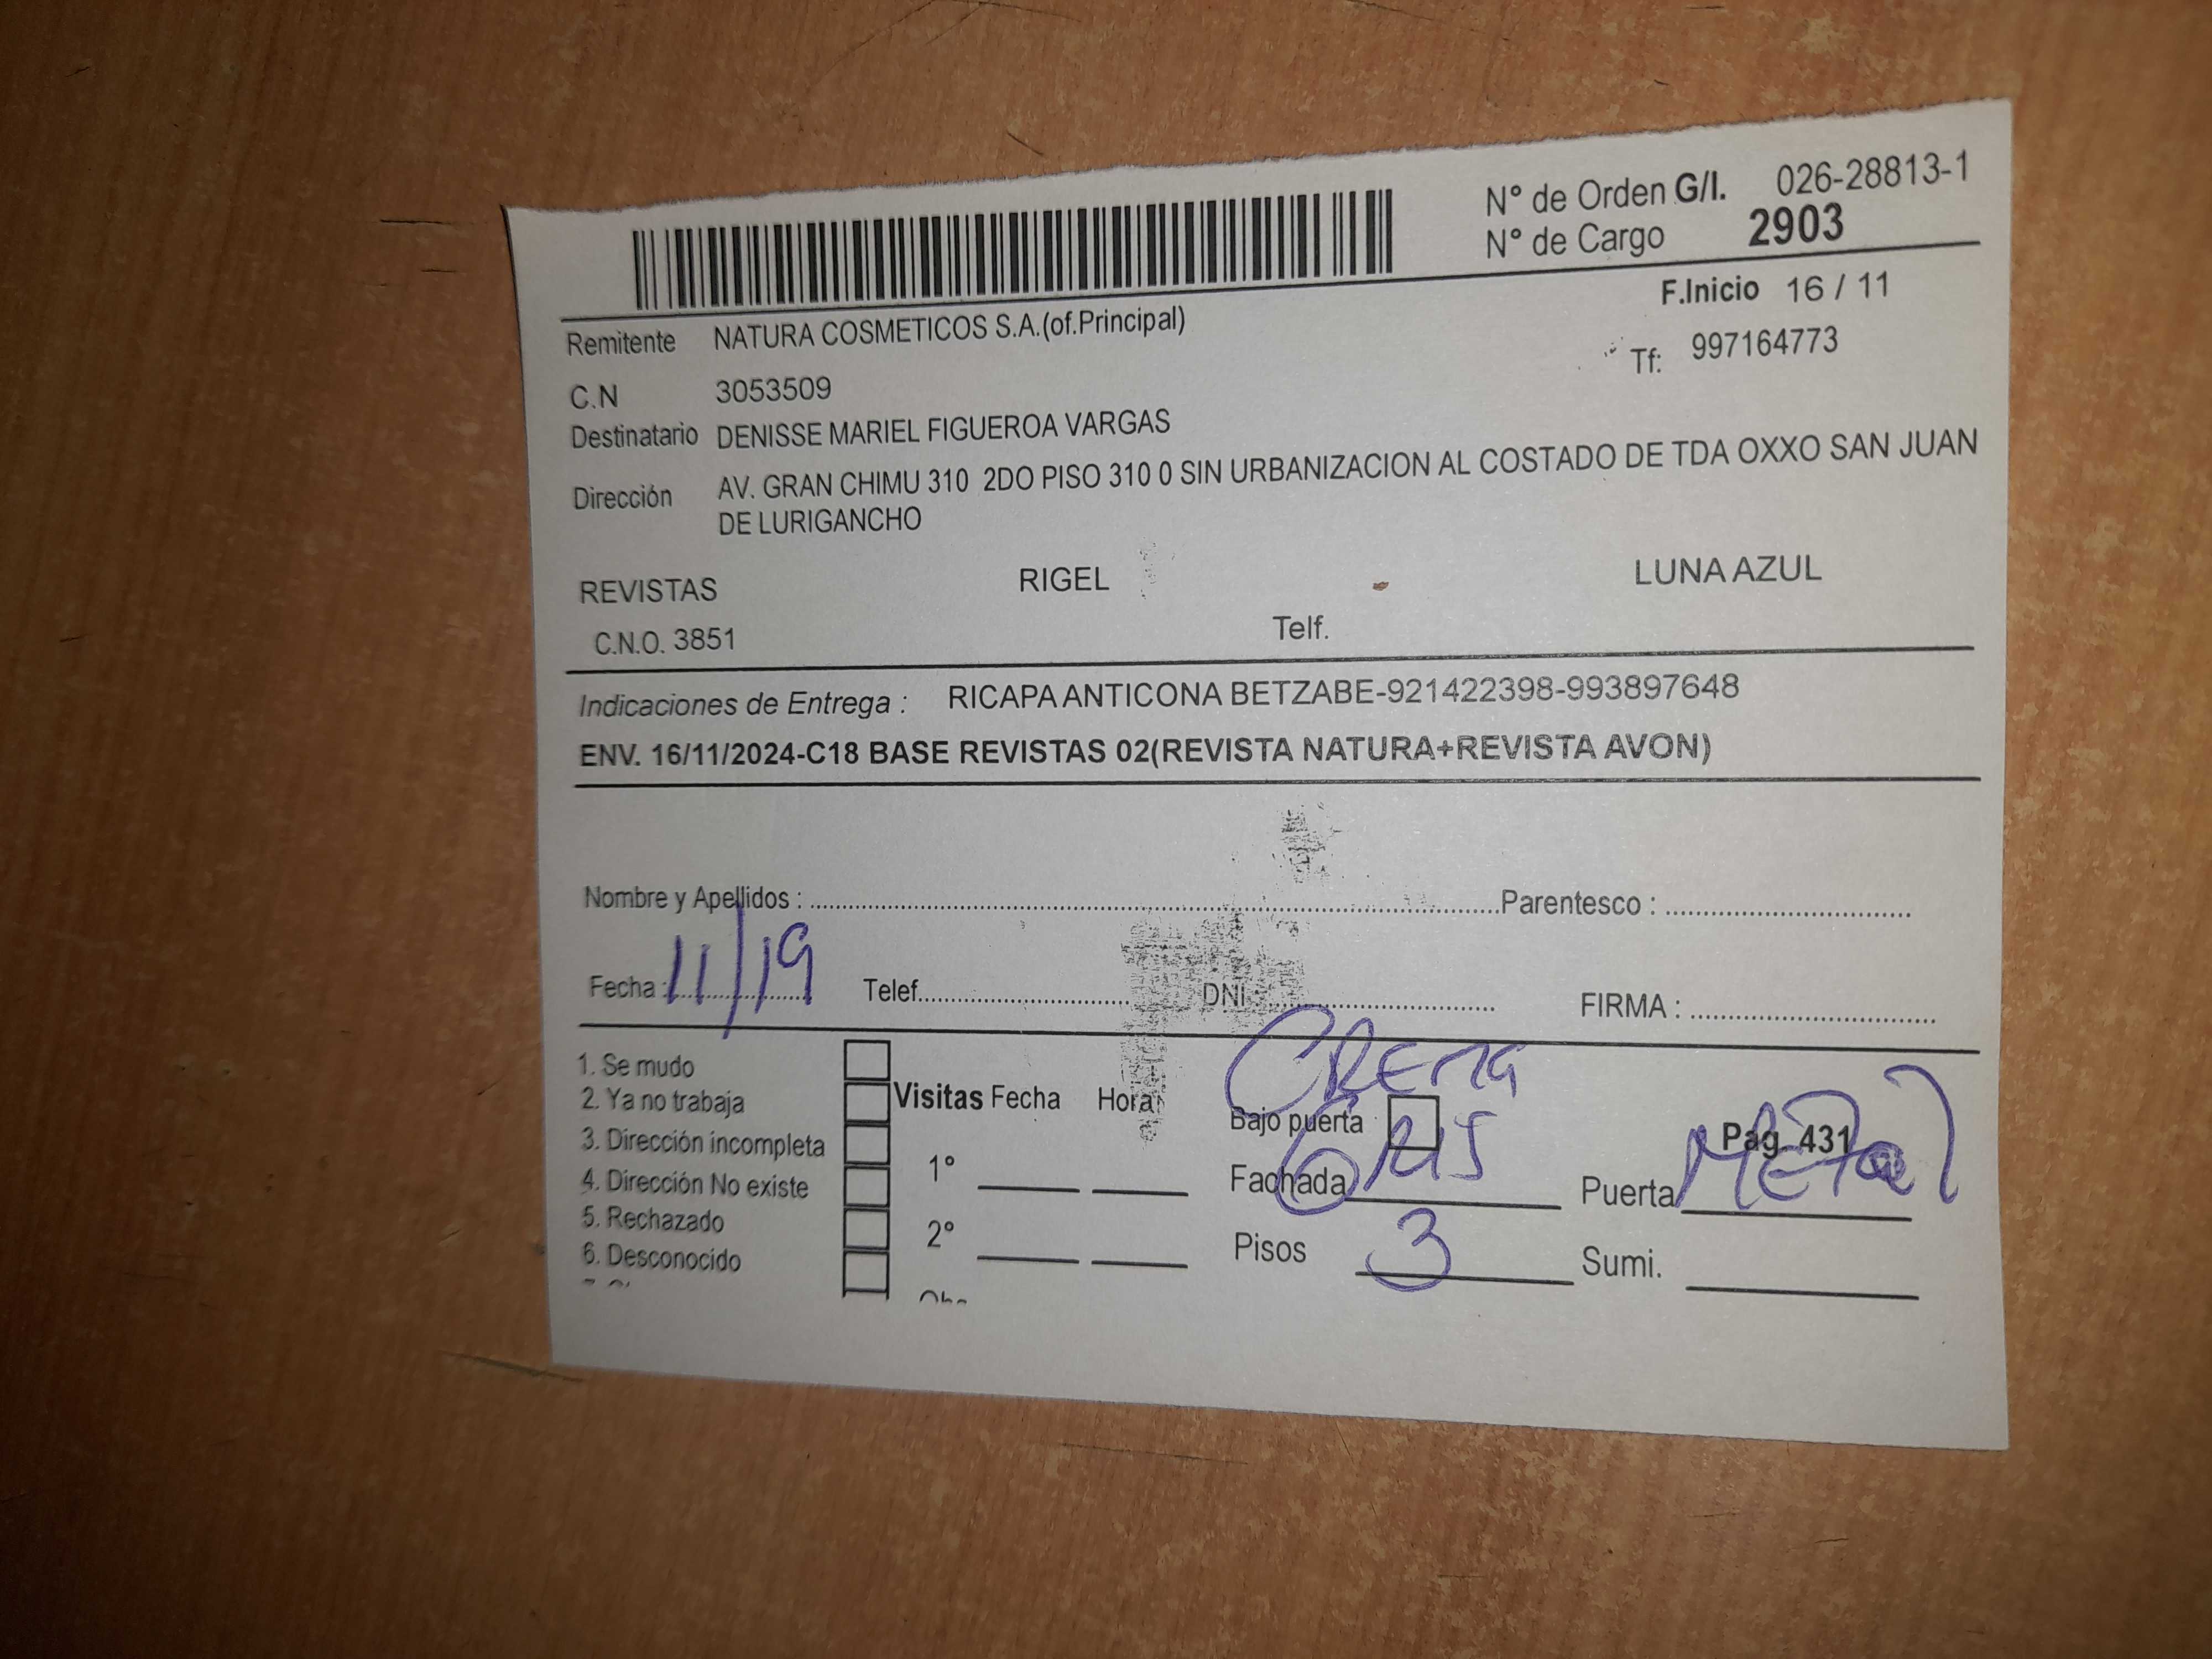 N° de Orden G/I. 026-28813-1
N° de Cargo 2903
F.Inicio 16 / 11
Remitente NATURA COSMETICOS S.A.(of.Principal)
Tf: 997164773
C.N 3053509
Destinatario DENISSE MARIEL FIGUEROA VARGAS
Dirección AV. GRAN CHIMU 310 2DO PISO 310 0 SIN URBANIZACION AL COSTADO DE TDA OXXO SAN JUAN
DE LURIGANCHO
REVISTAS RIGEL LUNA AZUL
C.N.O. 3851 Telf.
Indicaciones de Entrega : RICAPA ANTICONA BETZABE-921422398-993897648
ENV. 16/11/2024-C18 BASE REVISTAS 02(REVISTA NATURA+REVISTA AVON)
Nombre y Apellidos : Parentesco :
Fecha : 11/19 Telef. DNI : FIRMA :
1. Se mudo
2. Ya no trabaja
3. Dirección incompleta
4. Dirección No existe
5. Rechazado
6. Desconocido
Visitas Fecha Hora
1°
2°
CREMA
Bajo puerta
Pag. 431
Fachada GRIS Puerta Metal
Pisos 3 Sumi.